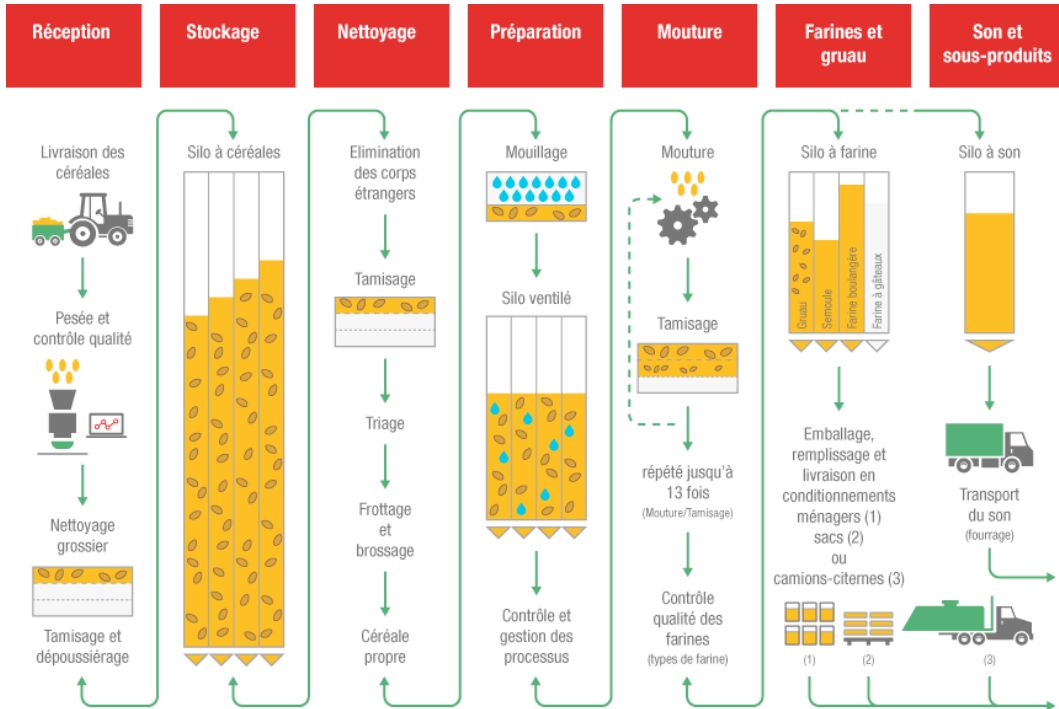 Réception
Stockage
Nettoyage
Préparation
Mouture
Farines et
gruau
Son et
sous-produits
Livraison des
céréales
Pesée et
contrôle qualité
Nettoyage
grossier
Tamisage et
dépoussiérage
Silo à céréales
Elimination
des corps
étrangers
Tamisage
Triage
Frottage
et
brossage
Céréale
propre
Mouillage
Silo ventilé
Contrôle et
gestion des
processus
Mouture
Tamisage
répété jusqu'à
13 fois
(Mouture/Tamisage)
Contrôle
qualité des
farines
(types de farine)
Silo à farine
Gruau
Semoule
Farine boulangère
Farine à gâteaux
Emballage,
remplissage et
livraison en
conditionnements
ménagers (1)
sacs (2)
ou
camions-citernes (3)
(1)
(2)
Silo à son
Transport
du son
(fourrage)
(3)